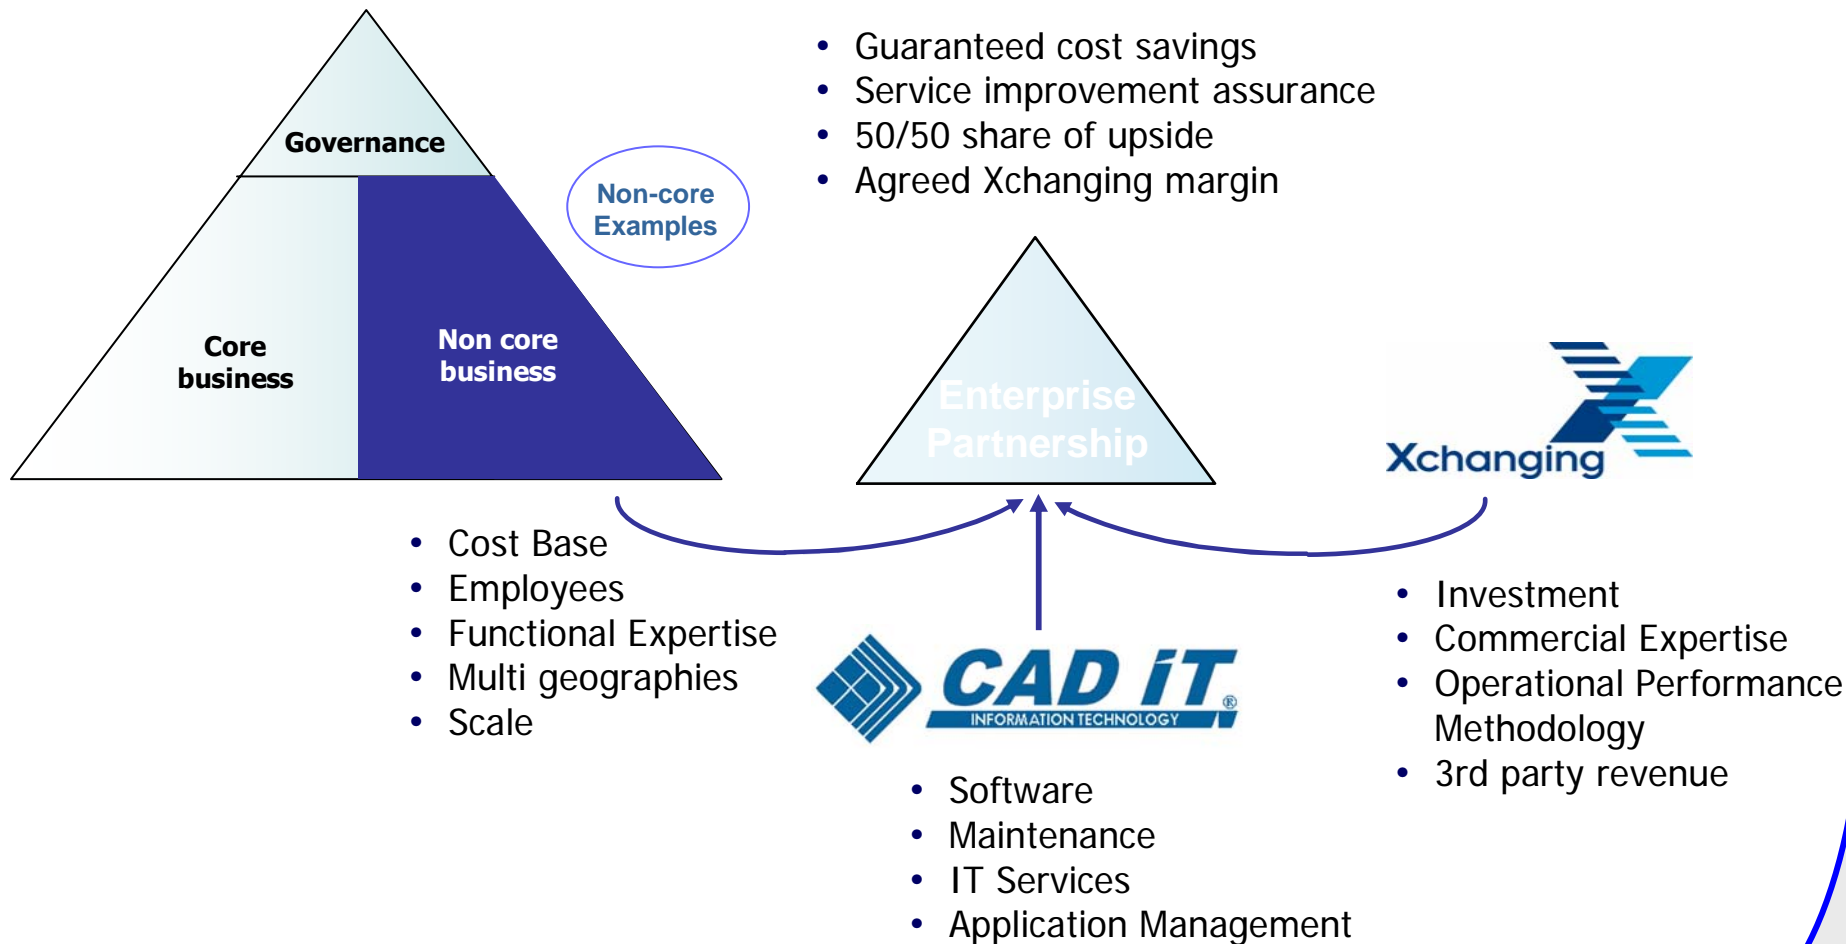 Governance
Core
business
Non core
business
Non-core
Examples
• Guaranteed cost savings
• Service improvement assurance
• 50/50 share of upside
• Agreed Xchanging margin
Enterprise
Partnership
Xchanging
• Cost Base
• Employees
• Functional Expertise
• Multi geographies
• Scale
CAD iT®
INFORMATION TECHNOLOGY
• Software
• Maintenance
• IT Services
• Application Management
• Investment
• Commercial Expertise
• Operational Performance
Methodology
• 3rd party revenue